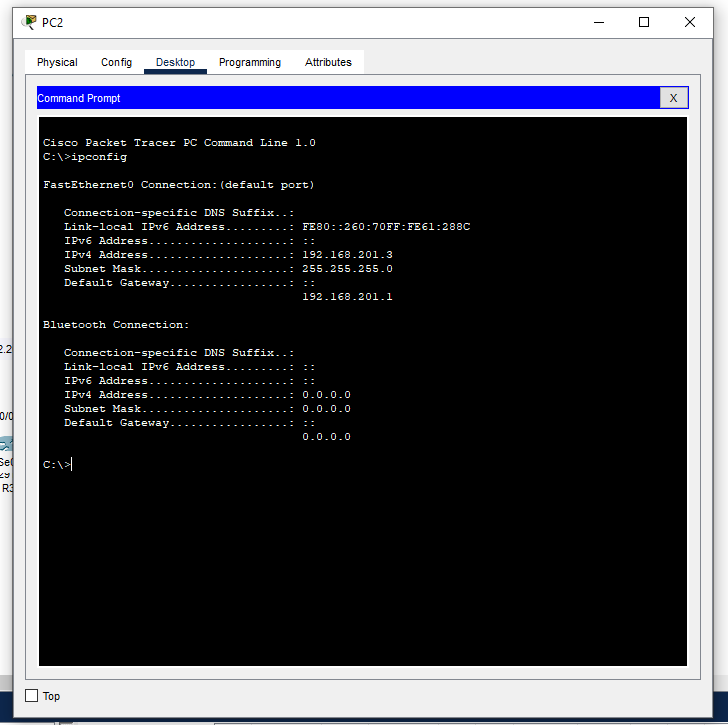 PC2
Physical Config Desktop Programming Attributes
Command Prompt X
Cisco Packet Tracer PC Command Line 1.0
C:\>ipconfig
FastEthernet0 Connection:(default port)
Connection-specific DNS Suffix..:
Link-local IPv6 Address.........: FE80::260:70FF:FE61:288C
IPv6 Address....................: ::
IPv4 Address....................: 192.168.201.3
Subnet Mask.....................: 255.255.255.0
Default Gateway.................: ::
192.168.201.1
Bluetooth Connection:
Connection-specific DNS Suffix..:
Link-local IPv6 Address.........: ::
IPv6 Address....................: ::
IPv4 Address....................: 0.0.0.0
Subnet Mask.....................: 0.0.0.0
Default Gateway.................: ::
0.0.0.0
C:\>
Top